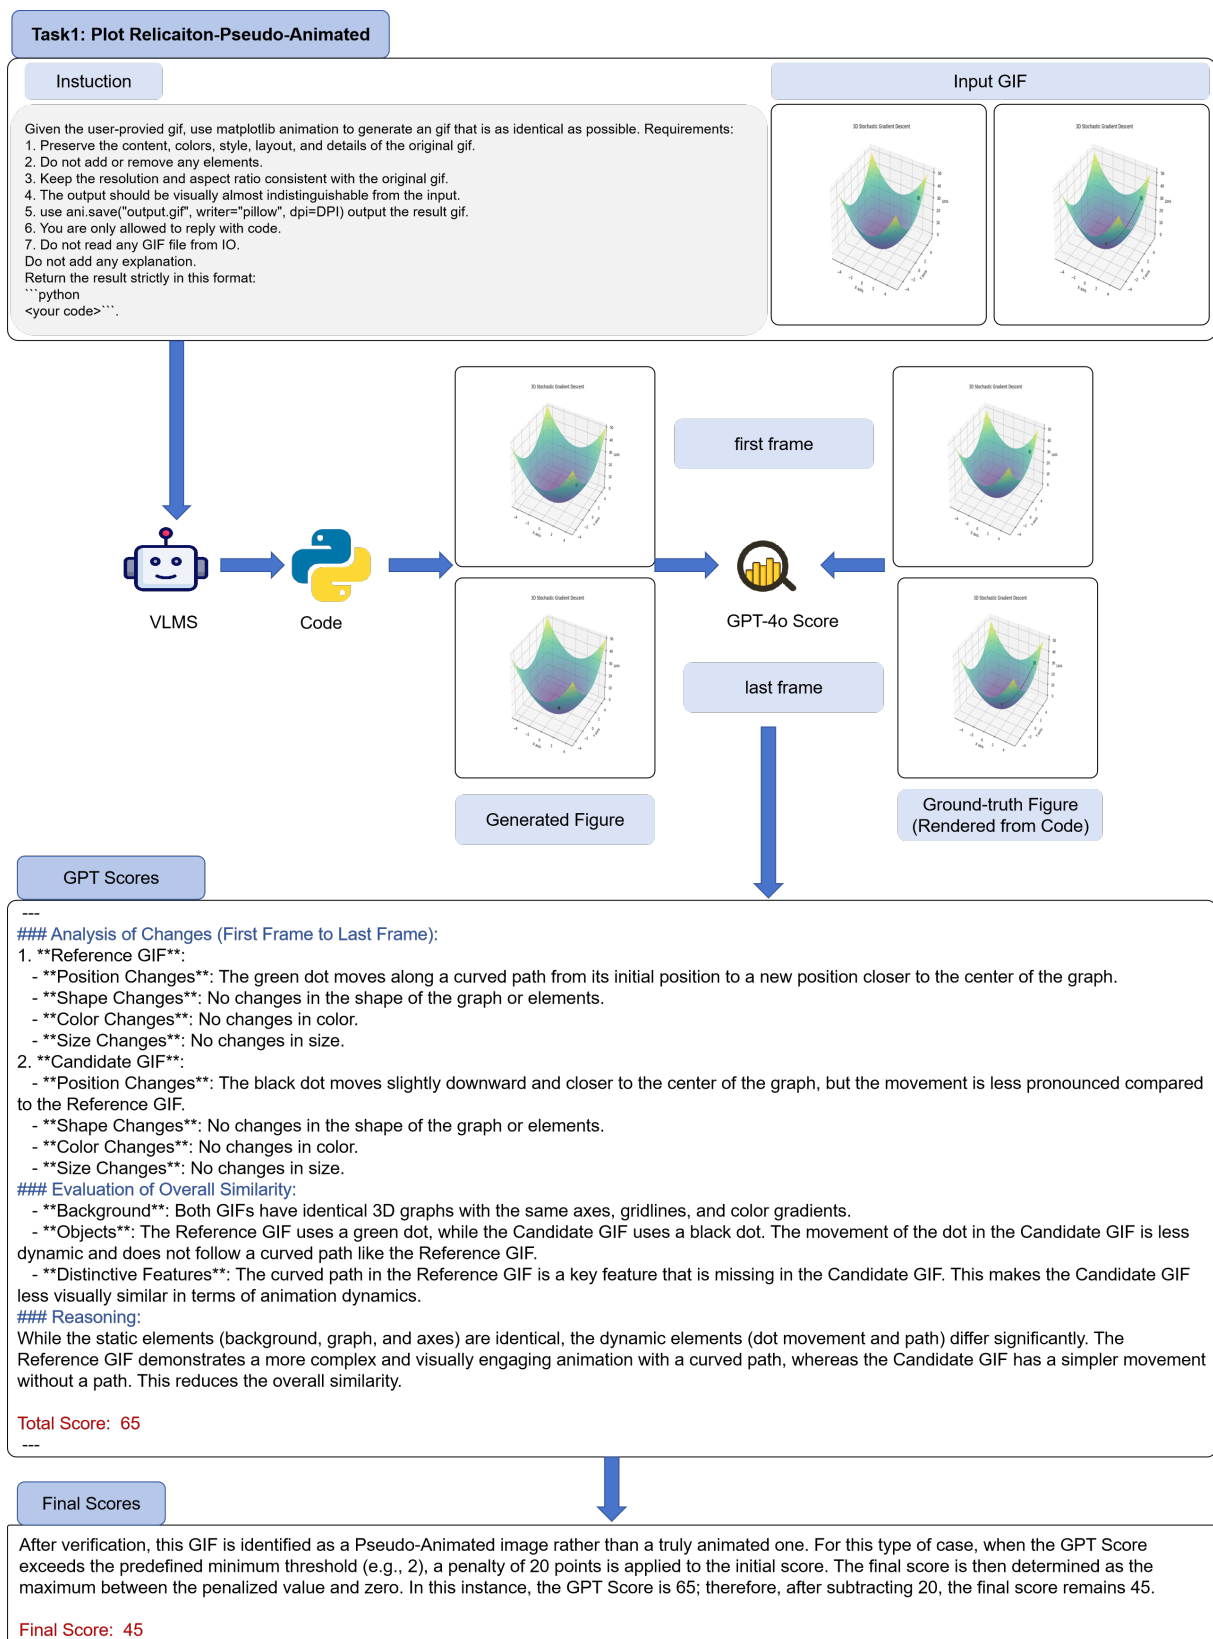 Task1: Plot Relicaiton-Pseudo-Animated
Instuction
Input GIF
Given the user-provied gif, use matplotlib animation to generate an gif that is as identical as possible. Requirements:
1. Preserve the content, colors, style, layout, and details of the original gif.
2. Do not add or remove any elements.
3. Keep the resolution and aspect ratio consistent with the original gif.
4. The output should be visually almost indistinguishable from the input.
5. use ani.save("output.gif", writer="pillow", dpi=DPI) output the result gif.
6. You are only allowed to reply with code.
7. Do not read any GIF file from IO.
Do not add any explanation.
Return the result strictly in this format:
```python
<your code>```.
3D Stochastic Gradient Descent
3D Stochastic Gradient Descent
3D Stochastic Gradient Descent
first frame
3D Stochastic Gradient Descent
VLMS
Code
GPT-4o Score
3D Stochastic Gradient Descent
last frame
3D Stochastic Gradient Descent
Generated Figure
Ground-truth Figure
(Rendered from Code)
GPT Scores
---
### Analysis of Changes (First Frame to Last Frame):
1. **Reference GIF**:
- **Position Changes**: The green dot moves along a curved path from its initial position to a new position closer to the center of the graph.
- **Shape Changes**: No changes in the shape of the graph or elements.
- **Color Changes**: No changes in color.
- **Size Changes**: No changes in size.
2. **Candidate GIF**:
- **Position Changes**: The black dot moves slightly downward and closer to the center of the graph, but the movement is less pronounced compared
to the Reference GIF.
- **Shape Changes**: No changes in the shape of the graph or elements.
- **Color Changes**: No changes in color.
- **Size Changes**: No changes in size.
### Evaluation of Overall Similarity:
- **Background**: Both GIFs have identical 3D graphs with the same axes, gridlines, and color gradients.
- **Objects**: The Reference GIF uses a green dot, while the Candidate GIF uses a black dot. The movement of the dot in the Candidate GIF is less
dynamic and does not follow a curved path like the Reference GIF.
- **Distinctive Features**: The curved path in the Reference GIF is a key feature that is missing in the Candidate GIF. This makes the Candidate GIF
less visually similar in terms of animation dynamics.
### Reasoning:
While the static elements (background, graph, and axes) are identical, the dynamic elements (dot movement and path) differ significantly. The
Reference GIF demonstrates a more complex and visually engaging animation with a curved path, whereas the Candidate GIF has a simpler movement
without a path. This reduces the overall similarity.
Total Score: 65
---
Final Scores
After verification, this GIF is identified as a Pseudo-Animated image rather than a truly animated one. For this type of case, when the GPT Score
exceeds the predefined minimum threshold (e.g., 2), a penalty of 20 points is applied to the initial score. The final score is then determined as the
maximum between the penalized value and zero. In this instance, the GPT Score is 65; therefore, after subtracting 20, the final score remains 45.
Final Score: 45